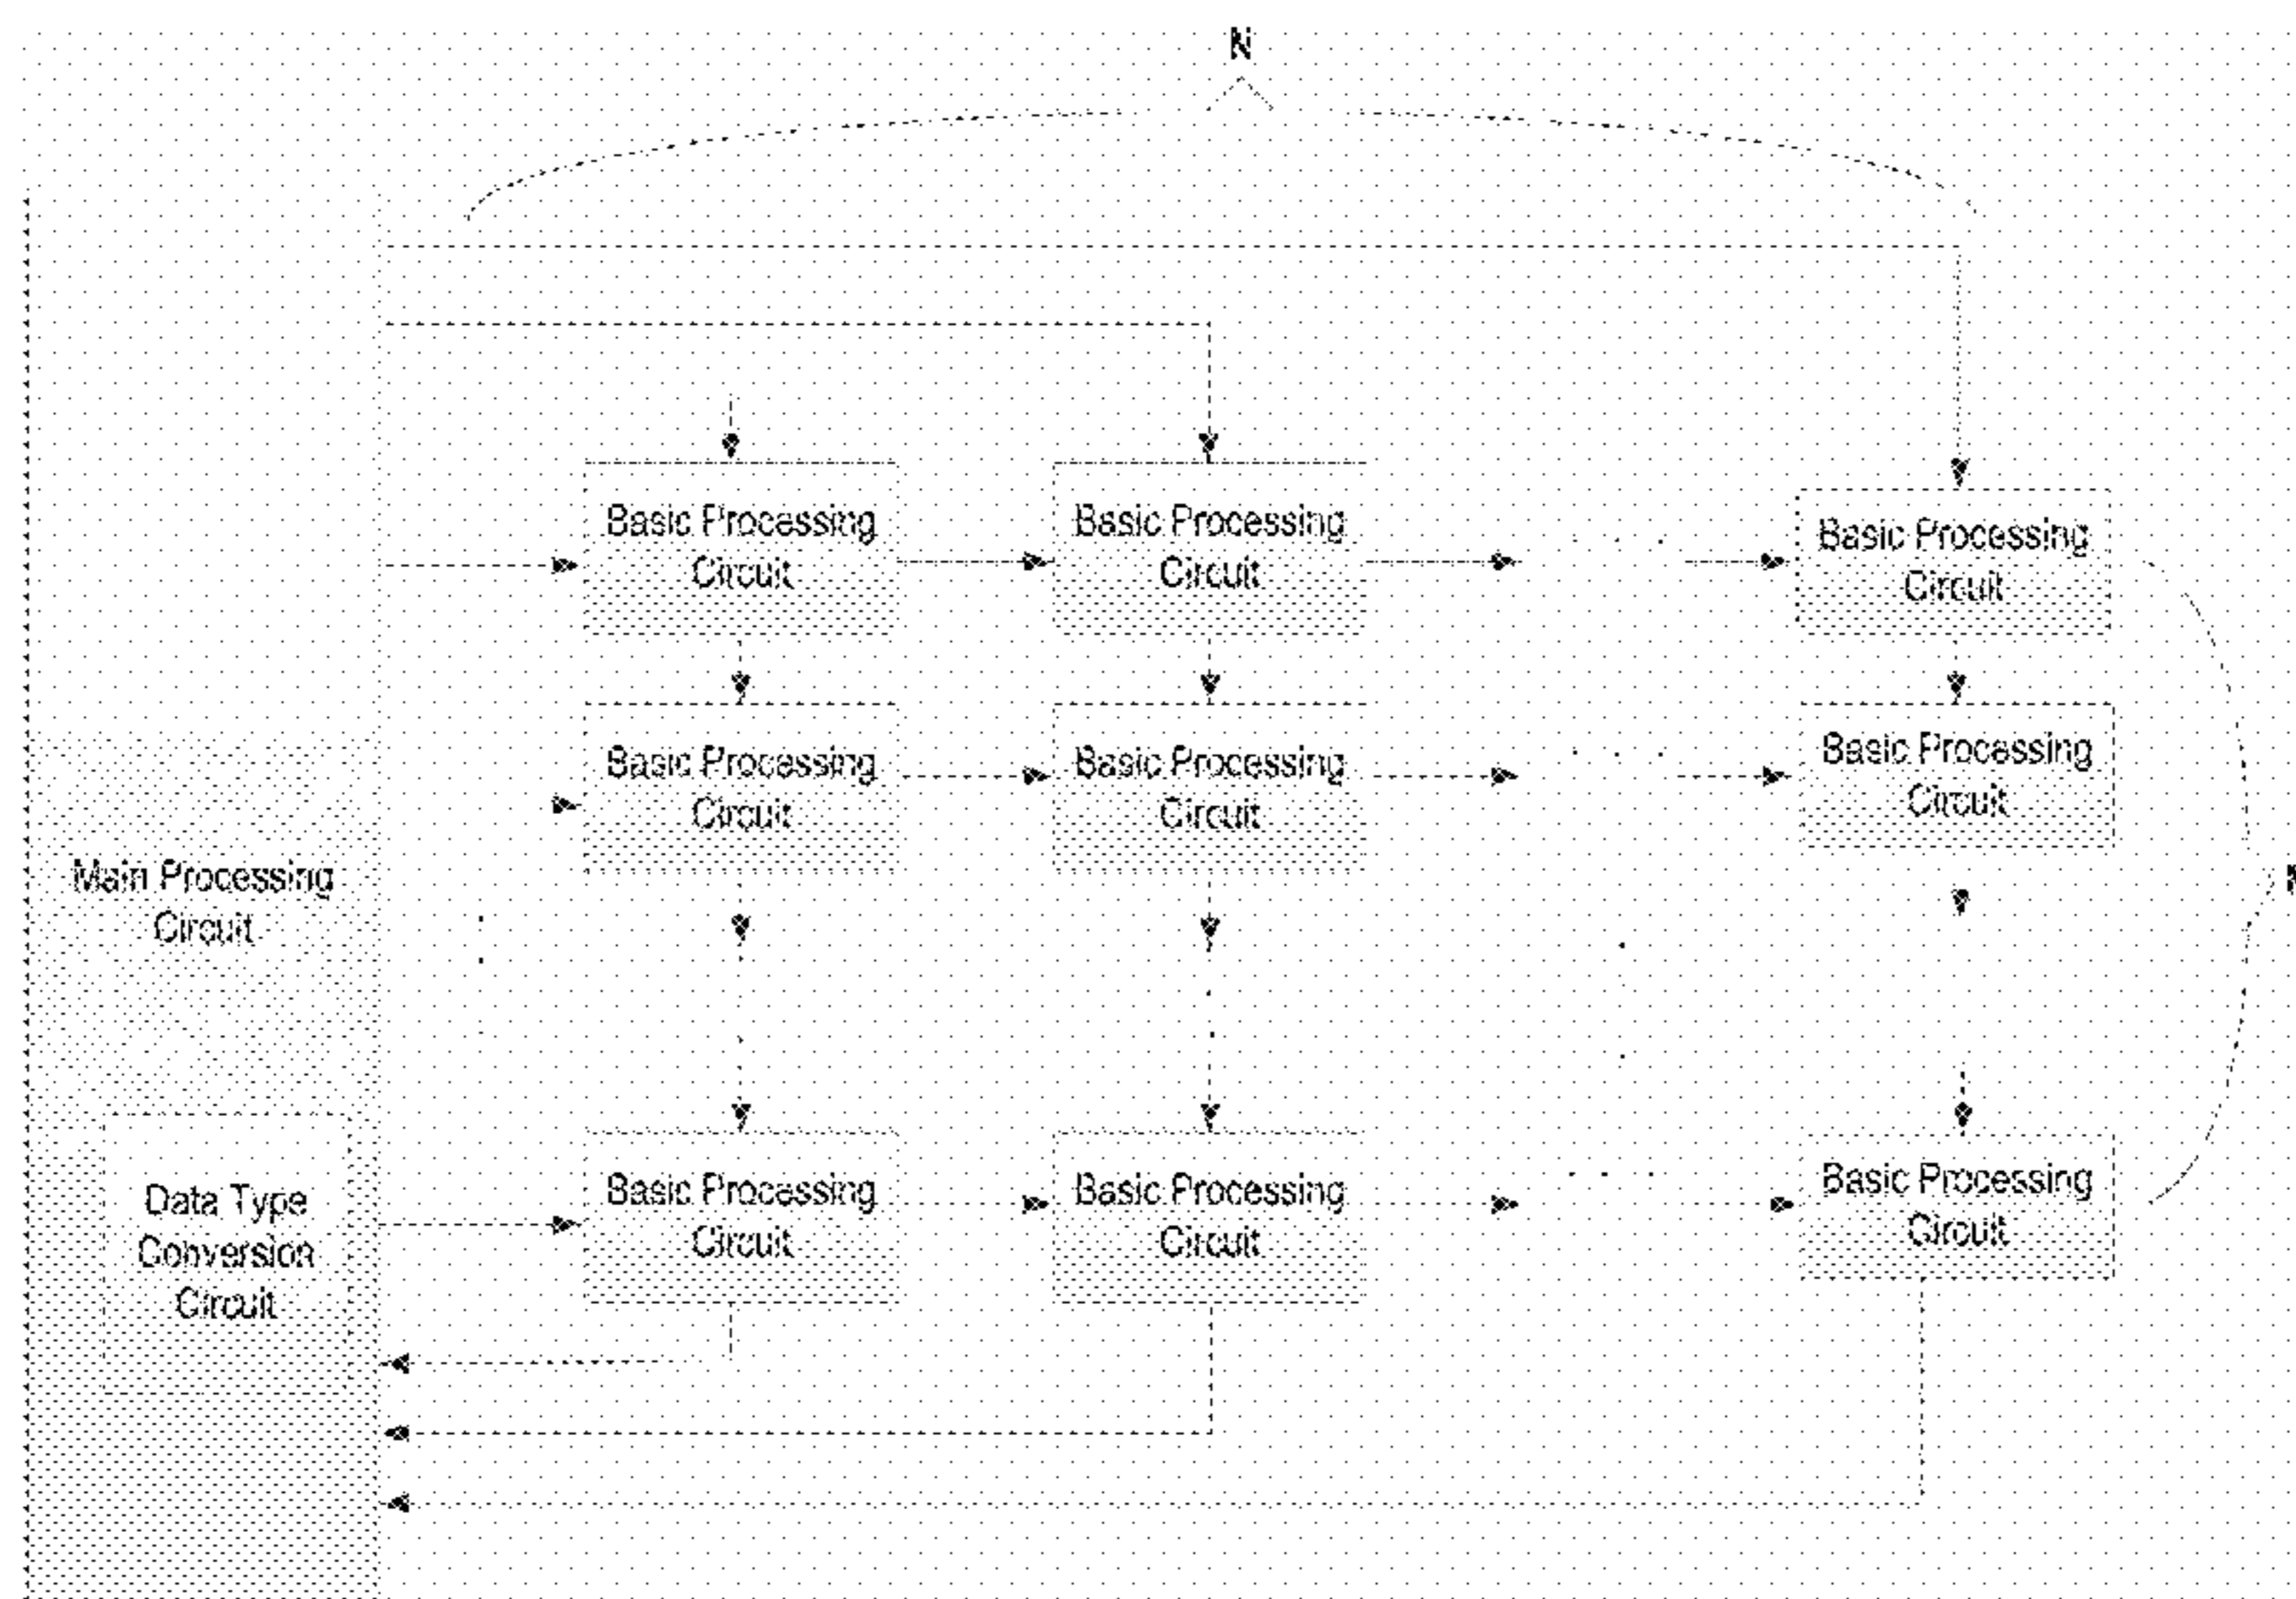 N
Basic Processing
Circuit
Basic Processing
Circuit
Basic Processing
Circuit
Basic Processing
Circuit
Basic Processing
Circuit
Basic Processing
Circuit
Main Processing
Circuit
Basic Processing
Circuit
Basic Processing
Circuit
Basic Processing
Circuit
Data Type
Conversion
Circuit